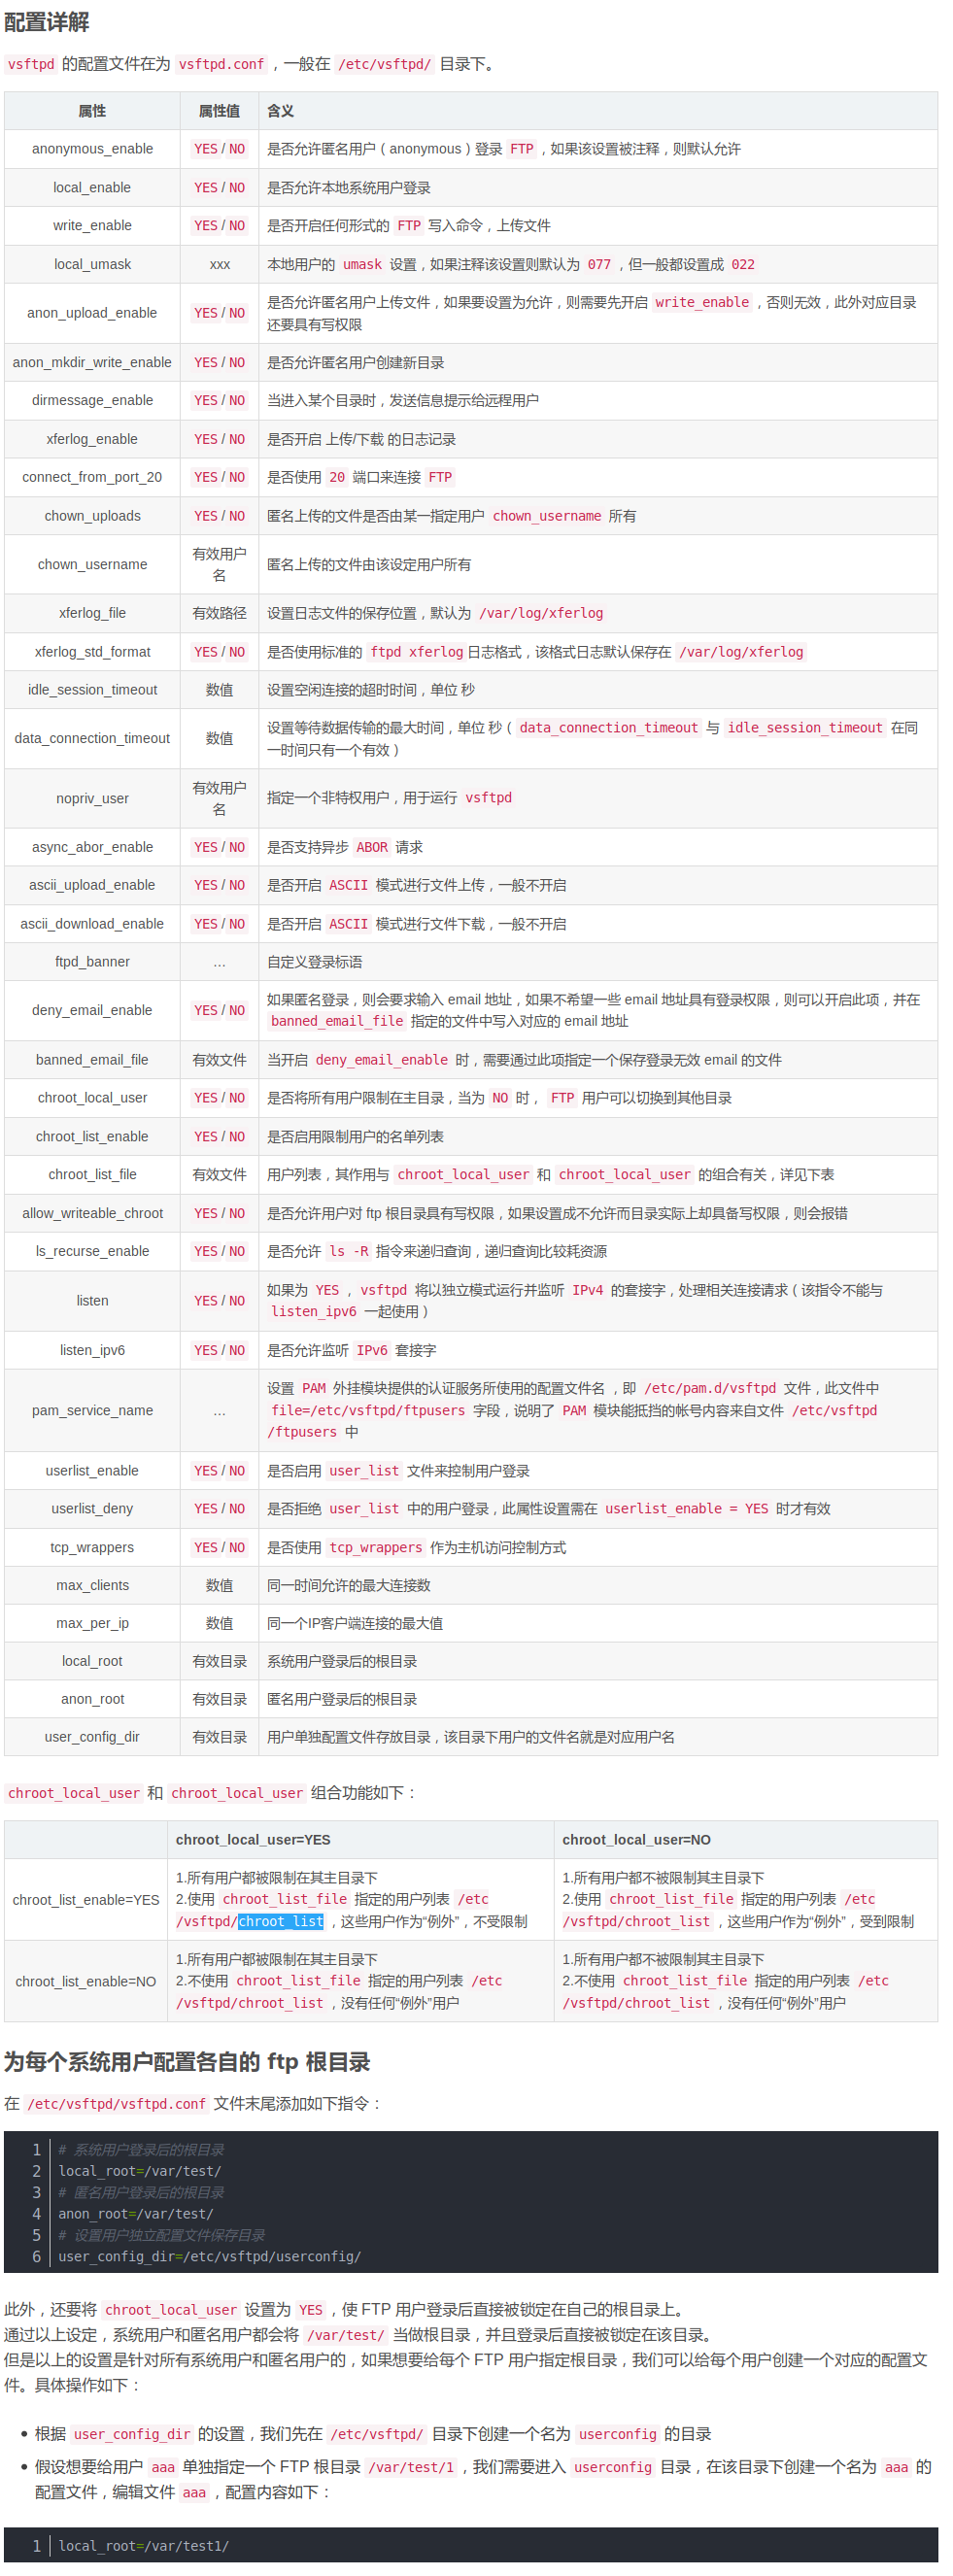 配置详解
vsftpd 的配置文件在为 vsftpd.conf ，一般在 /etc/vsftpd/ 目录下。
属性 属性值 含义
anonymous_enable YES / NO 是否允许匿名用户（anonymous）登录 FTP ，如果该设置被注释，则默认允许
local_enable YES / NO 是否允许本地系统用户登录
write_enable YES / NO 是否开启任何形式的 FTP 写入命令，上传文件
local_umask xxx 本地用户的 umask 设置，如果注释该设置则默认为 077 ，但一般都设置成 022
anon_upload_enable YES / NO 是否允许匿名用户上传文件，如果要设置为允许，则需要先开启 write_enable ，否则无效，此外对应目录
还要具有写权限
anon_mkdir_write_enable YES / NO 是否允许匿名用户创建新目录
dirmessage_enable YES / NO 当进入某个目录时，发送信息提示给远程用户
xferlog_enable YES / NO 是否开启 上传/下载 的日志记录
connect_from_port_20 YES / NO 是否使用 20 端口来连接 FTP
chown_uploads YES / NO 匿名上传的文件是否由某一指定用户 chown_username 所有
chown_username 有效用户
名 匿名上传的文件由该设定用户所有
xferlog_file 有效路径 设置日志文件的保存位置，默认为 /var/log/xferlog
xferlog_std_format YES / NO 是否使用标准的 ftpd xferlog 日志格式，该格式日志默认保存在 /var/log/xferlog
idle_session_timeout 数值 设置空闲连接的超时时间，单位 秒
data_connection_timeout 数值 设置等待数据传输的最大时间，单位 秒（ data_connection_timeout 与 idle_session_timeout 在同
一时间只有一个有效）
nopriv_user 有效用户
名 指定一个非特权用户，用于运行 vsftpd
async_abor_enable YES / NO 是否支持异步 ABOR 请求
ascii_upload_enable YES / NO 是否开启 ASCII 模式进行文件上传，一般不开启
ascii_download_enable YES / NO 是否开启 ASCII 模式进行文件下载，一般不开启
ftpd_banner … 自定义登录标语
deny_email_enable YES / NO 如果匿名登录，则会要求输入 email 地址，如果不希望一些 email 地址具有登录权限，则可以开启此项，并在
banned_email_file 指定的文件中写入对应的 email 地址
banned_email_file 有效文件 当开启 deny_email_enable 时，需要通过此项指定一个保存登录无效 email 的文件
chroot_local_user YES / NO 是否将所有用户限制在主目录，当为 NO 时， FTP 用户可以切换到其他目录
chroot_list_enable YES / NO 是否启用限制用户的名单列表
chroot_list_file 有效文件 用户列表，其作用与 chroot_local_user 和 chroot_local_user 的组合有关，详见下表
allow_writeable_chroot YES / NO 是否允许用户对 ftp 根目录具有写权限，如果设置成不允许而目录实际上却具备写权限，则会报错
ls_recurse_enable YES / NO 是否允许 ls -R 指令来递归查询，递归查询比较耗资源
listen YES / NO 如果为 YES ， vsftpd 将以独立模式运行并监听 IPv4 的套接字，处理相关连接请求（该指令不能与
listen_ipv6 一起使用）
listen_ipv6 YES / NO 是否允许监听 IPv6 套接字
pam_service_name … 设置 PAM 外挂模块提供的认证服务所使用的配置文件名 ，即 /etc/pam.d/vsftpd 文件，此文件中
file=/etc/vsftpd/ftpusers 字段，说明了 PAM 模块能抵挡的帐号内容来自文件 /etc/vsftpd
/ftpusers 中
userlist_enable YES / NO 是否启用 user_list 文件来控制用户登录
userlist_deny YES / NO 是否拒绝 user_list 中的用户登录，此属性设置需在 userlist_enable = YES 时才有效
tcp_wrappers YES / NO 是否使用 tcp_wrappers 作为主机访问控制方式
max_clients 数值 同一时间允许的最大连接数
max_per_ip 数值 同一个IP客户端连接的最大值
local_root 有效目录 系统用户登录后的根目录
anon_root 有效目录 匿名用户登录后的根目录
user_config_dir 有效目录 用户单独配置文件存放目录，该目录下用户的文件名就是对应用户名
chroot_local_user 和 chroot_local_user 组合功能如下：
chroot_local_user=YES chroot_local_user=NO
chroot_list_enable=YES
1.所有用户都被限制在其主目录下
2.使用 chroot_list_file 指定的用户列表 /etc
/vsftpd/chroot_list ，这些用户作为“例外”，不受限制
1.所有用户都不被限制其主目录下
2.使用 chroot_list_file 指定的用户列表 /etc
/vsftpd/chroot_list ，这些用户作为“例外”，受到限制
chroot_list_enable=NO
1.所有用户都被限制在其主目录下
2.不使用 chroot_list_file 指定的用户列表 /etc
/vsftpd/chroot_list ，没有任何“例外”用户
1.所有用户都不被限制其主目录下
2.不使用 chroot_list_file 指定的用户列表 /etc
/vsftpd/chroot_list ，没有任何“例外”用户
为每个系统用户配置各自的 ftp 根目录
在 /etc/vsftpd/vsftpd.conf 文件末尾添加如下指令：
1 # 系统用户登录后的根目录
2 local_root=/var/test/
3 # 匿名用户登录后的根目录
4 anon_root=/var/test/
5 # 设置用户独立配置文件保存目录
6 user_config_dir=/etc/vsftpd/userconfig/
此外，还要将 chroot_local_user 设置为 YES ，使 FTP 用户登录后直接被锁定在自己的根目录上。
通过以上设定，系统用户和匿名用户都会将 /var/test/ 当做根目录，并且登录后直接被锁定在该目录。
但是以上的设置是针对所有系统用户和匿名用户的，如果想要给每个 FTP 用户指定根目录，我们可以给每个用户创建一个对应的配置文
件。具体操作如下：
• 根据 user_config_dir 的设置，我们先在 /etc/vsftpd/ 目录下创建一个名为 userconfig 的目录
• 假设想要给用户 aaa 单独指定一个 FTP 根目录 /var/test/1 ，我们需要进入 userconfig 目录，在该目录下创建一个名为 aaa 的
配置文件，编辑文件 aaa ，配置内容如下：
1 local_root=/var/test1/